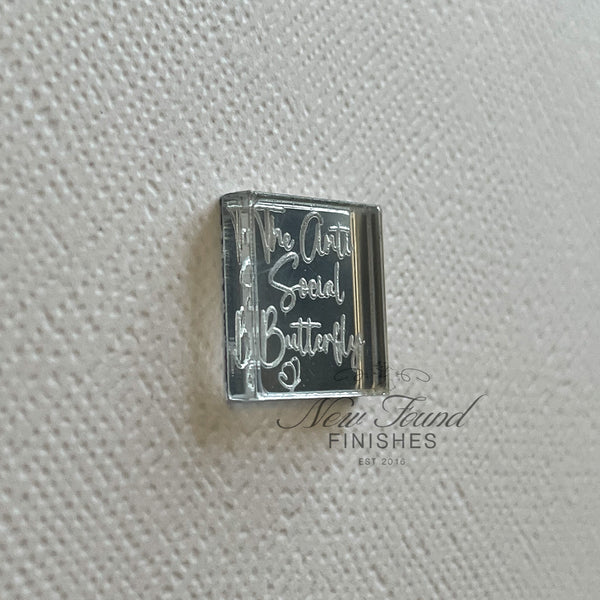 The Anti
Social
Butterfly
New Found
FINISHES
EST 2016